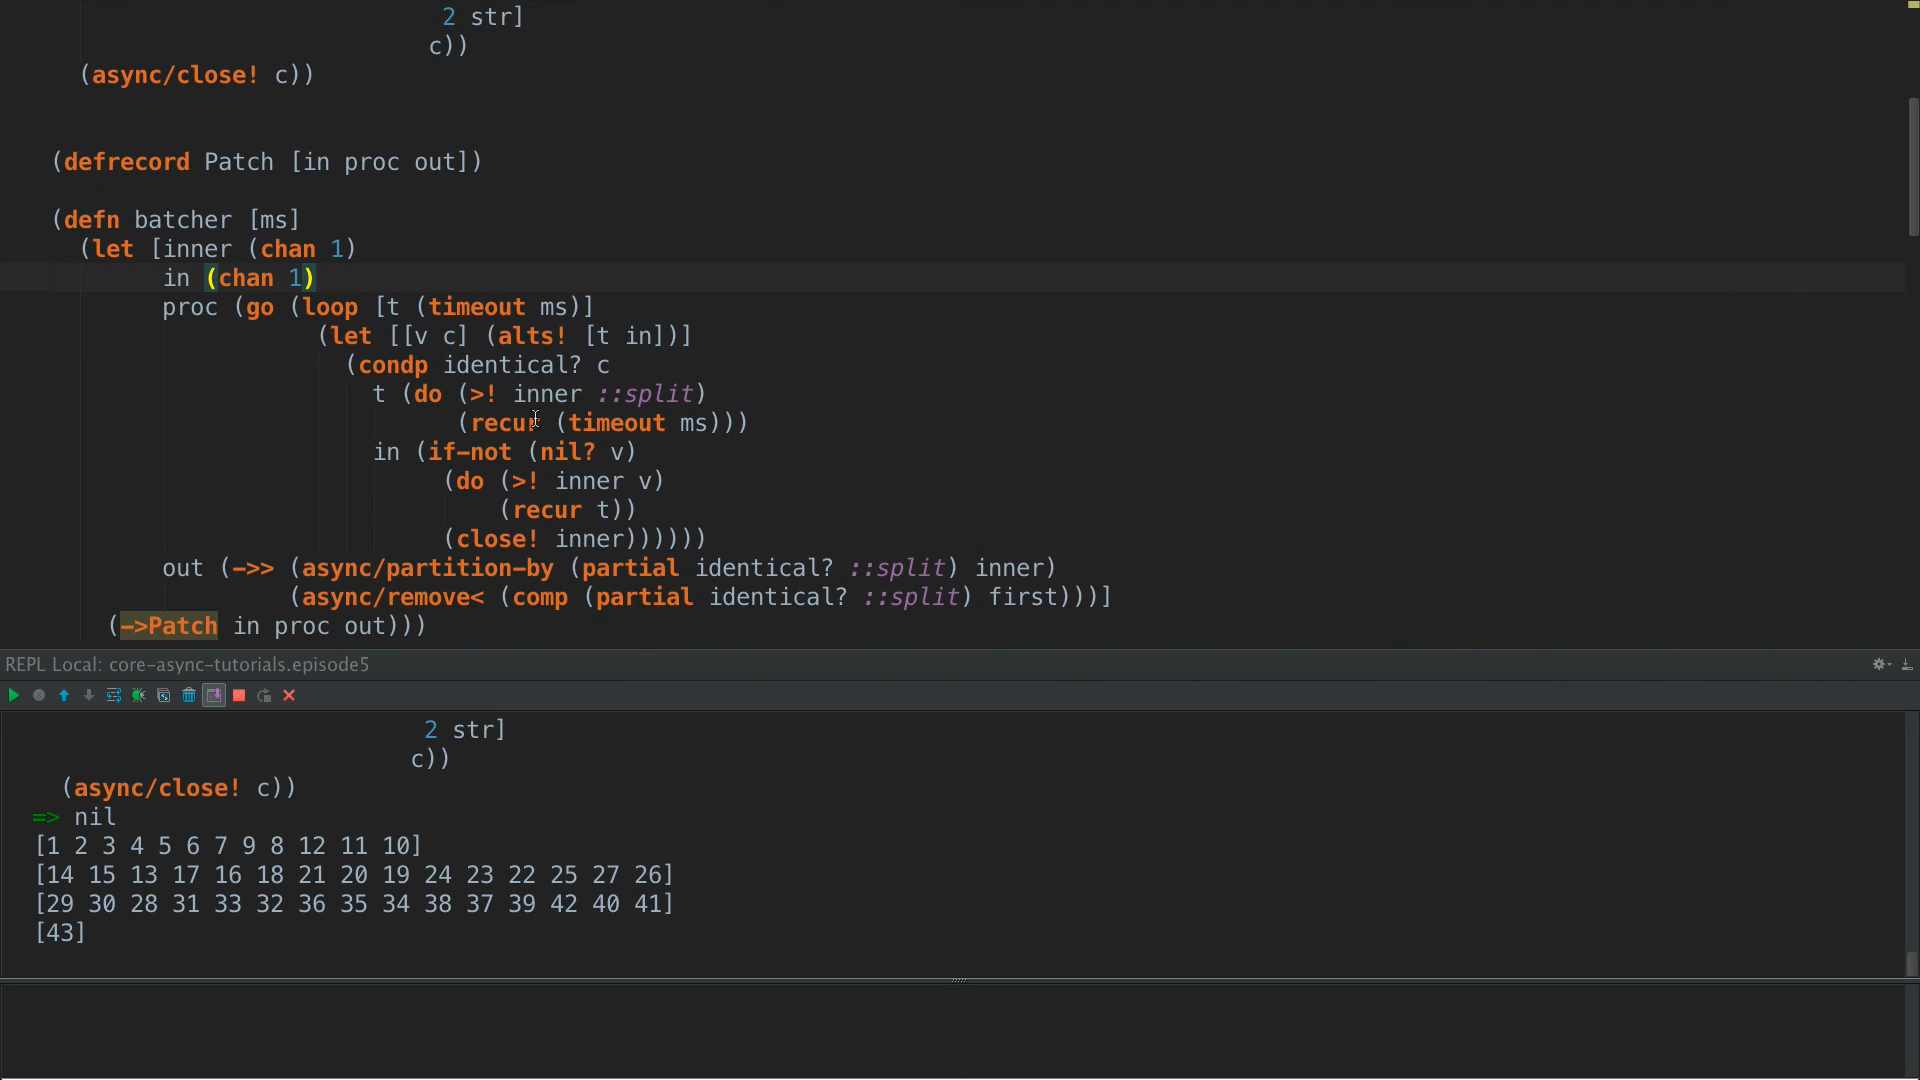 2 str]
c))
(async/close! c))
(defrecord Patch [in proc out])
(defn batcher [ms]
(let [inner (chan 1)
in (chan 1)
proc (go (loop [t (timeout ms)]
(let [[v c] (alts! [t in])]
(condp identical? c
t (do (>! inner ::split)
(recur (timeout ms)))
in (if-not (nil? v)
(do (>! inner v)
(recur t))
(close! inner))))))
out (->> (async/partition-by (partial identical? ::split) inner)
(async/remove< (comp (partial identical? ::split) first)))]
(->Patch in proc out)))
REPL Local: core-async-tutorials.episode5
2 str]
c))
(async/close! c))
=> nil
[1 2 3 4 5 6 7 9 8 12 11 10]
[14 15 13 17 16 18 21 20 19 24 23 22 25 27 26]
[29 30 28 31 33 32 36 35 34 38 37 39 42 40 41]
[43]